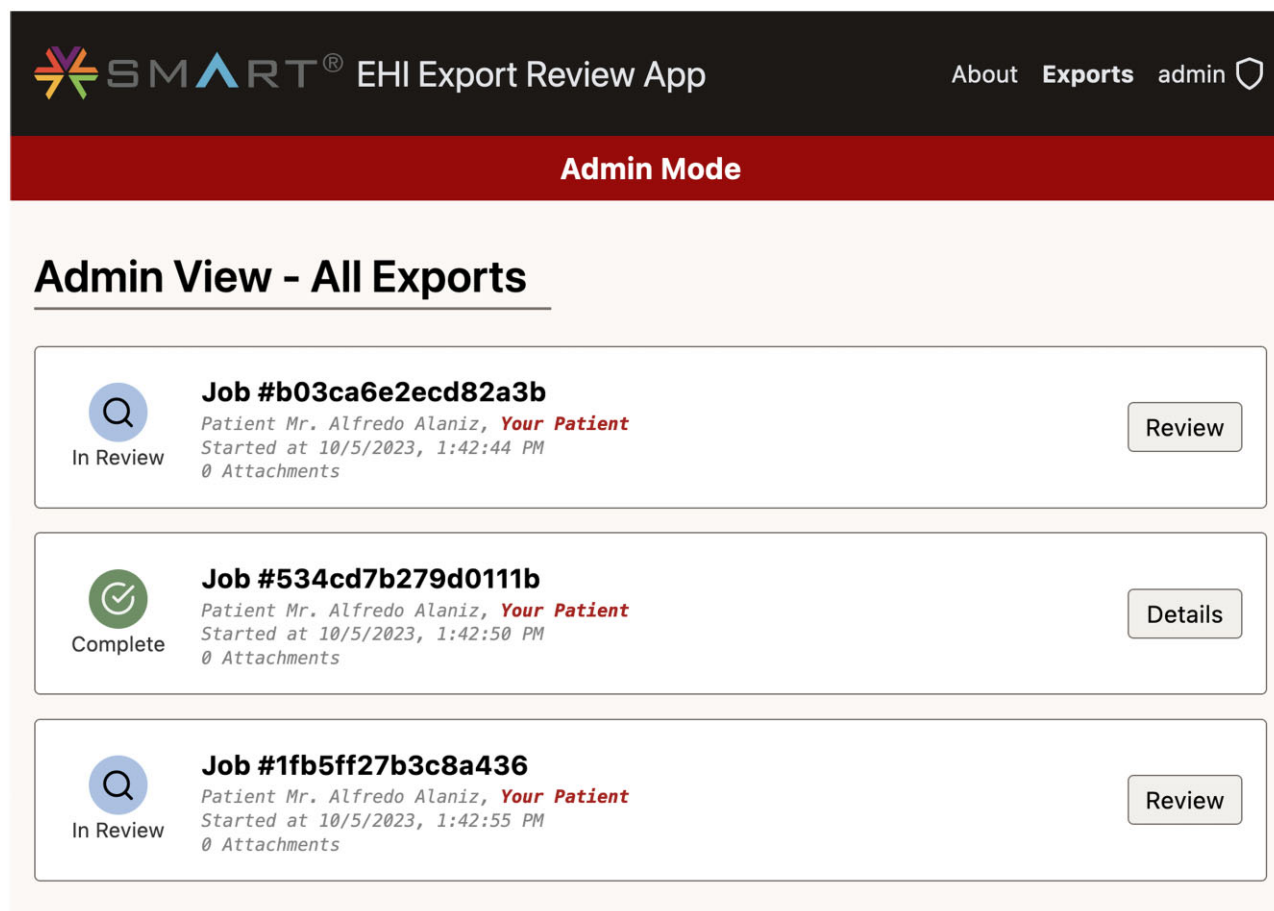 SMART® EHI Export Review App
About Exports admin
Admin Mode
Admin View - All Exports
Job #b03ca6e2ecd82a3b
Patient Mr. Alfredo Alaniz, Your Patient
Started at 10/5/2023, 1:42:44 PM
0 Attachments
In Review
Review
Job #534cd7b279d0111b
Patient Mr. Alfredo Alaniz, Your Patient
Started at 10/5/2023, 1:42:50 PM
0 Attachments
Complete
Details
Job #1fb5ff27b3c8a436
Patient Mr. Alfredo Alaniz, Your Patient
Started at 10/5/2023, 1:42:55 PM
0 Attachments
In Review
Review